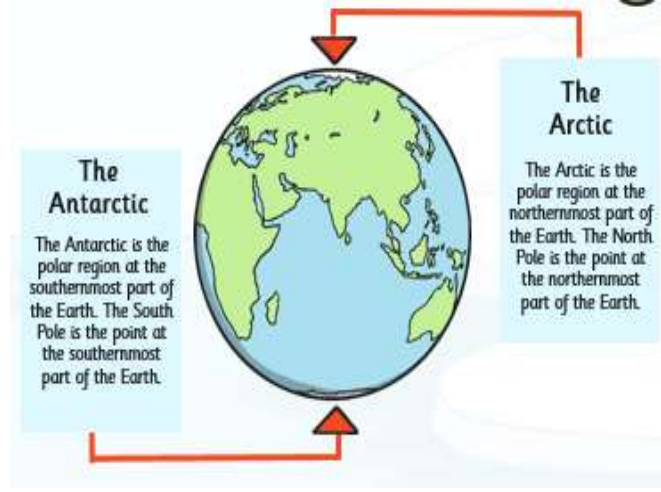 The
Antarctic
The Antarctic is the
polar region at the
southernmost part of
the Earth. The South
Pole is the point at
the southernmost
part of the Earth.
The
Arctic
The Arctic is the
polar region at the
northernmost part of
the Earth. The North
Pole is the point at
the northernmost
part of the Earth.